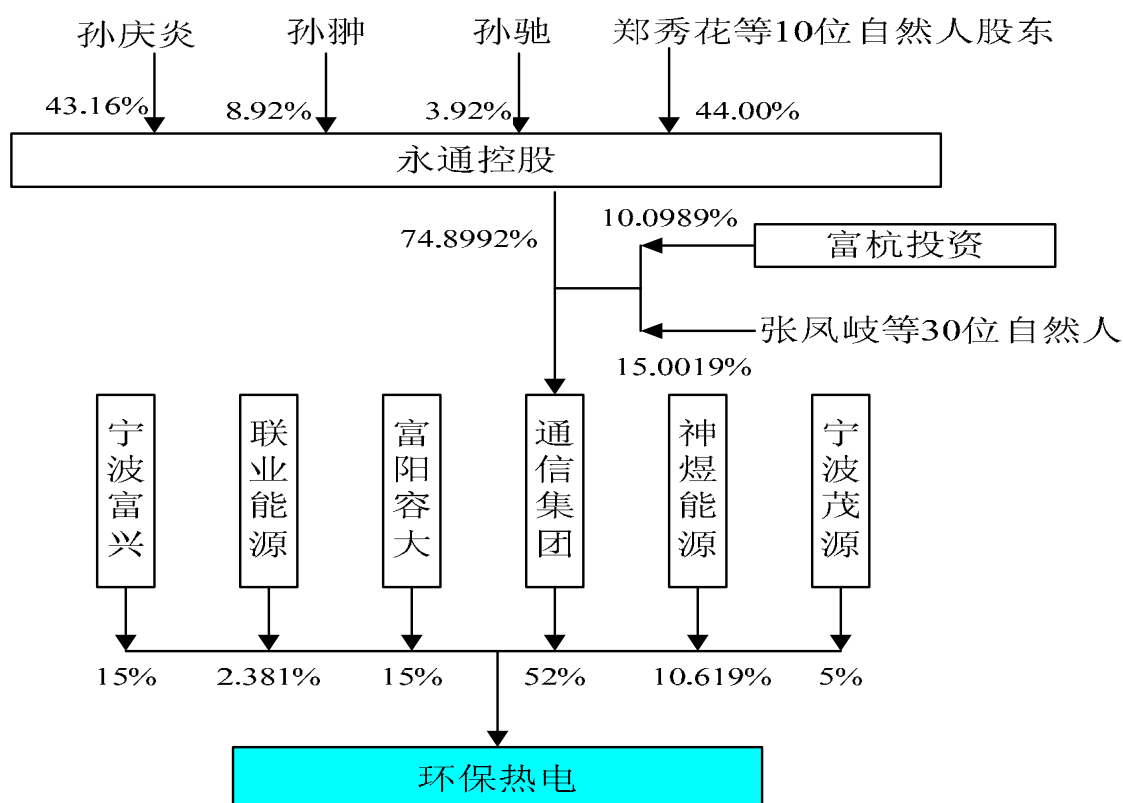 孙庆炎 孙翀 孙驰 郑秀花等10位自然人股东
43.16% 8.92% 3.92% 44.00%
永通控股
74.8992% 10.0989%
富杭投资
张凤岐等30位自然人
15.0019%
宁波富兴
联业能源
富阳容大
通信集团
神煜能源
宁波茂源
15% 2.381% 15% 52% 10.619% 5%
环保热电